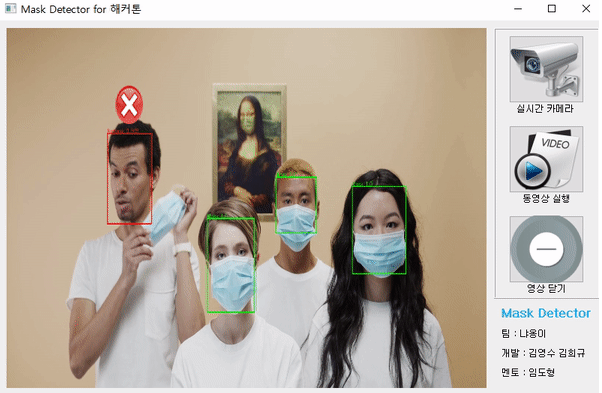 Mask Detector for 해커톤
실시간 카메라
VIDEO
동영상 실행
영상 닫기
Mask Detector
팀 : 냐옹이
개발 : 김영수 김희규
멘토 : 임도형